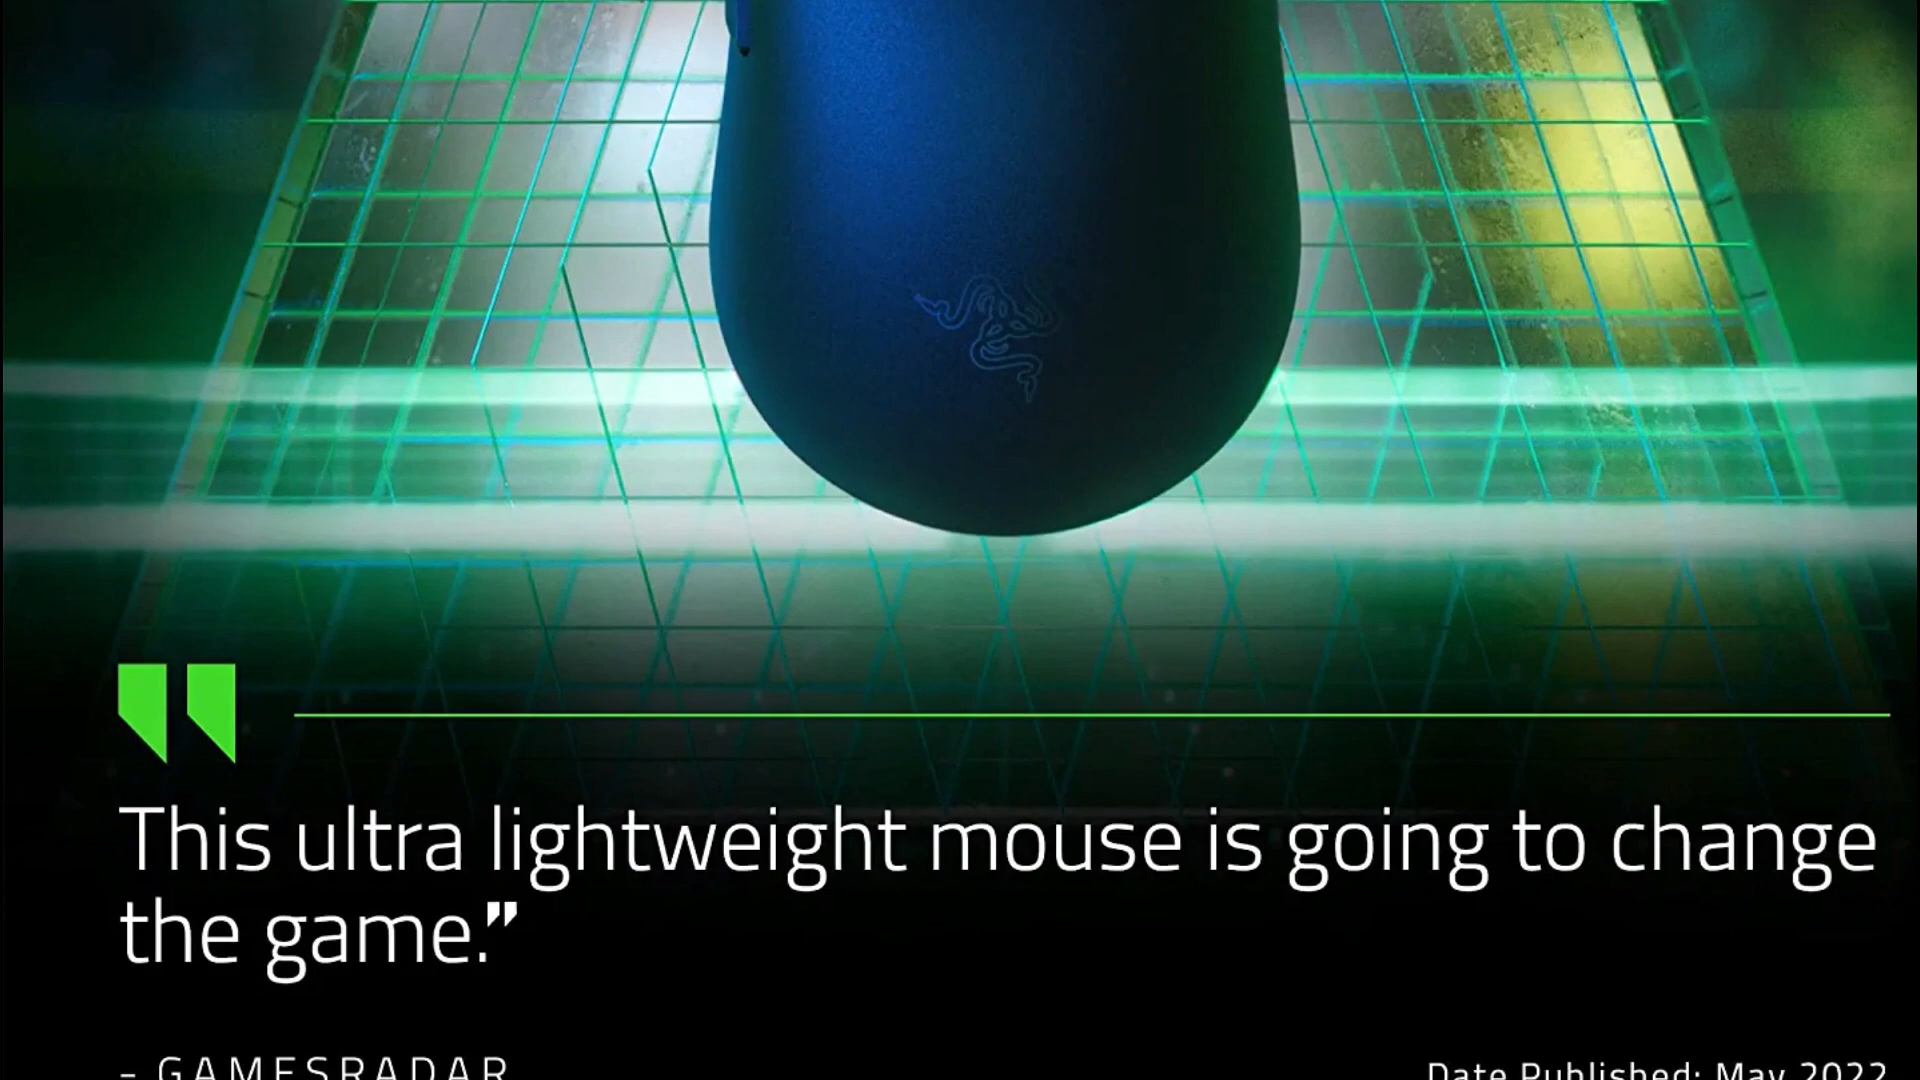 This ultra lightweight mouse is going to change
the game.”
- GAMESRADAR
Date Published: May 2022